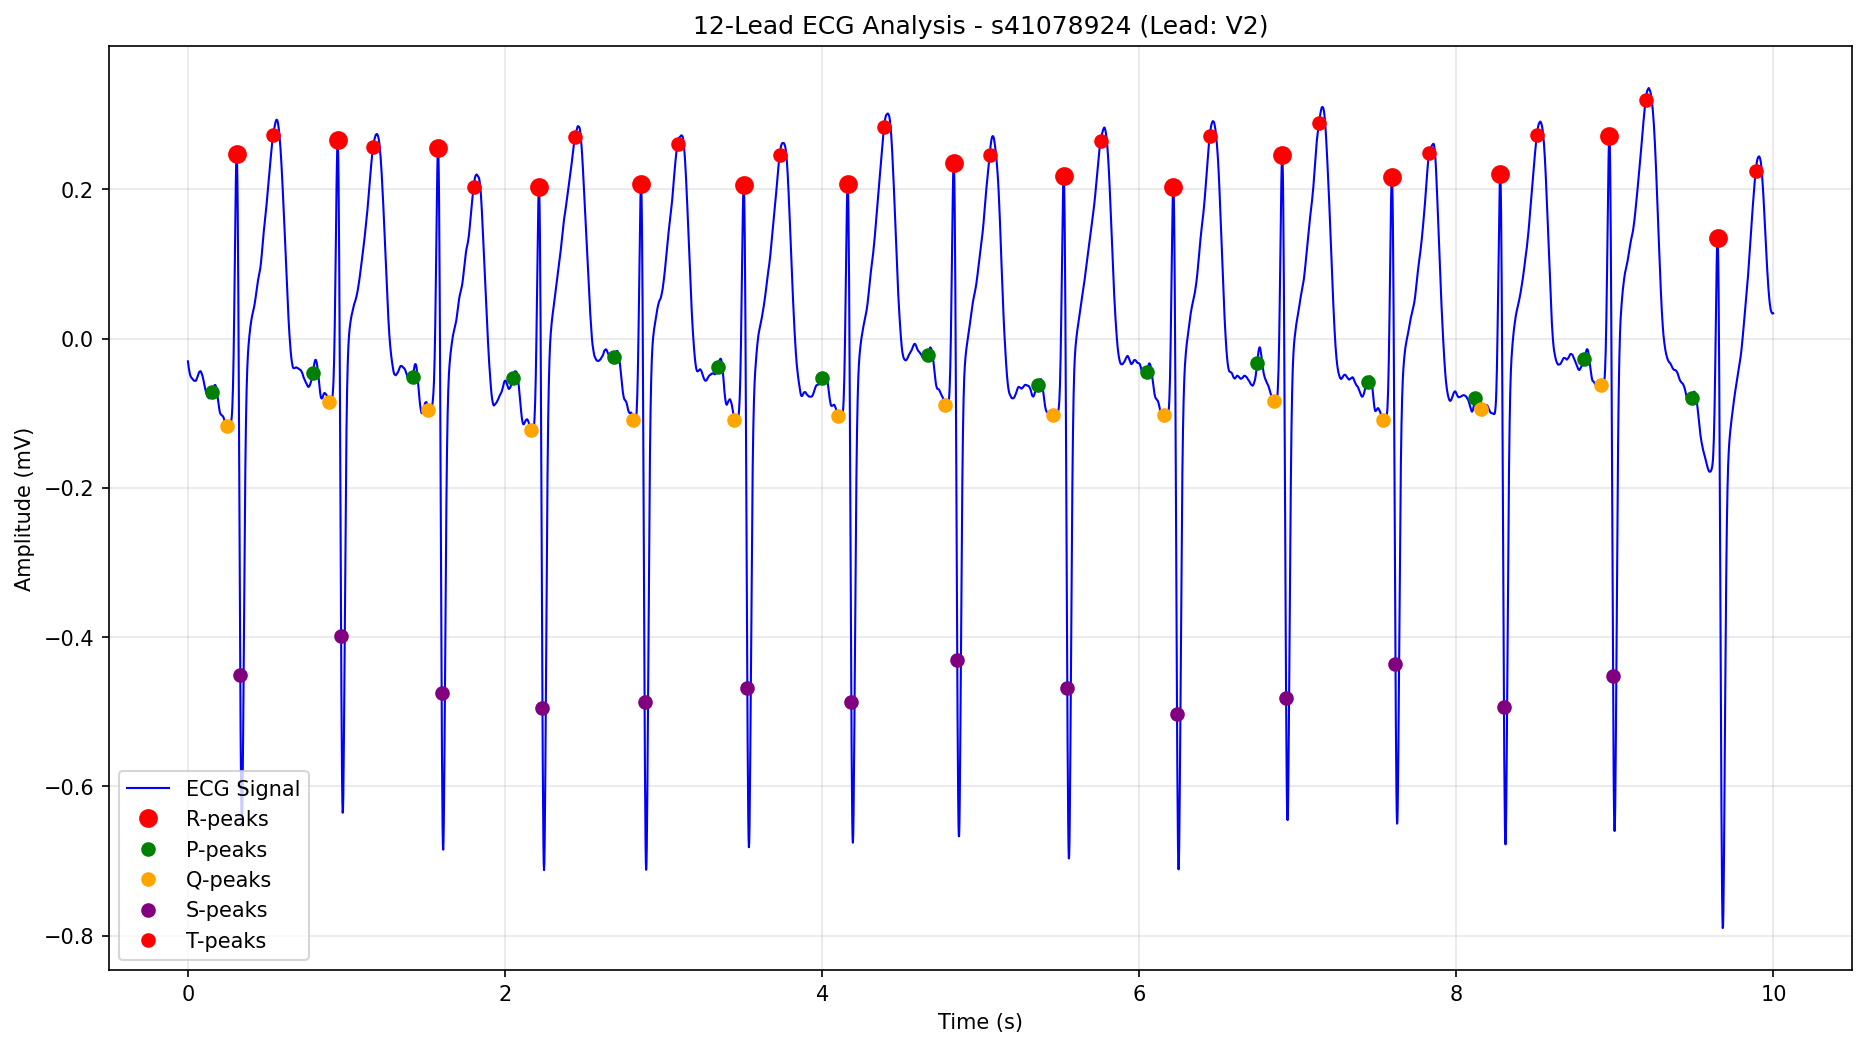 12-Lead ECG Analysis - s41078924 (Lead: V2)
Amplitude (mV)
0.2
0.0
−0.2
−0.4
−0.6
−0.8
ECG Signal
R-peaks
P-peaks
Q-peaks
S-peaks
T-peaks
0 2 4 6 8 10
Time (s)